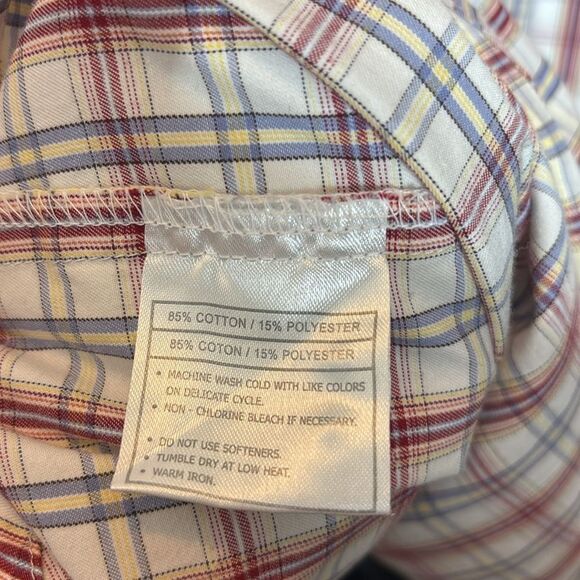 85% COTTON / 15% POLYESTER
85% COTON / 15% POLYESTER
• MACHINE WASH COLD WITH LIKE COLORS
ON DELICATE CYCLE.
• NON - CHLORINE BLEACH IF NECESSARY.
• DO NOT USE SOFTENERS.
• TUMBLE DRY AT LOW HEAT.
• WARM IRON.